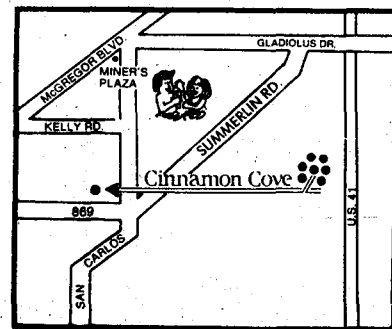 McGREGOR BLVD.
GLADIOLUS DR.
MINER'S
PLAZA
KELLY RD.
SUMMERLIN RD.
Cinnamon Cove
869
SAN
CARLOS
U.S. 41